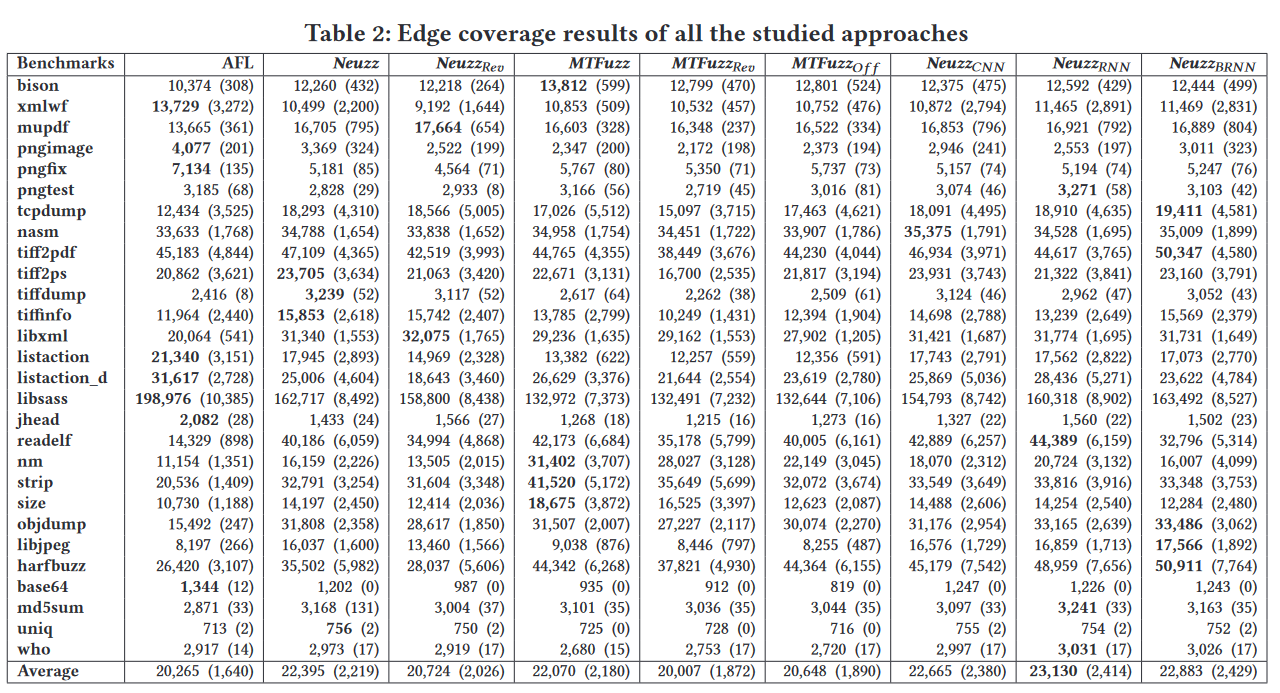 Table 2: Edge coverage results of all the studied approaches
Benchmarks AFL Neuzz Neuzz_Rev MTFuzz MTFuzz_Rev MTFuzz_Off Neuzz_CNN Neuzz_RNN Neuzz_BRNN
bison 10,374 (308) 12,260 (432) 12,218 (264) 13,812 (599) 12,799 (470) 12,801 (524) 12,375 (475) 12,592 (429) 12,444 (499)
xmlwf 13,729 (3,272) 10,499 (2,200) 9,192 (1,644) 10,853 (509) 10,532 (457) 10,752 (476) 10,872 (2,794) 11,465 (2,891) 11,469 (2,831)
mupdf 13,665 (361) 16,705 (795) 17,664 (654) 16,603 (328) 16,348 (237) 16,522 (334) 16,853 (796) 16,921 (792) 16,889 (804)
pngimage 4,077 (201) 3,369 (324) 2,522 (199) 2,347 (200) 2,172 (198) 2,373 (194) 2,946 (241) 2,553 (197) 3,011 (323)
pngfix 7,134 (135) 5,181 (85) 4,564 (71) 5,767 (80) 5,350 (71) 5,737 (73) 5,157 (74) 5,194 (74) 5,247 (76)
pngtest 3,185 (68) 2,828 (29) 2,933 (8) 3,166 (56) 2,719 (45) 3,016 (81) 3,074 (46) 3,271 (58) 3,103 (42)
tcpdump 12,434 (3,525) 18,293 (4,310) 18,566 (5,005) 17,026 (5,512) 15,097 (3,715) 17,463 (4,621) 18,091 (4,495) 18,910 (4,635) 19,411 (4,581)
nasm 33,633 (1,768) 34,788 (1,654) 33,838 (1,652) 34,958 (1,754) 34,451 (1,722) 33,907 (1,786) 35,375 (1,791) 34,528 (1,695) 35,009 (1,899)
tiff2pdf 45,183 (4,844) 47,109 (4,365) 42,519 (3,993) 44,765 (4,355) 38,449 (3,676) 44,230 (4,044) 46,934 (3,971) 44,617 (3,765) 50,347 (4,580)
tiff2ps 20,862 (3,621) 23,705 (3,634) 21,063 (3,420) 22,671 (3,131) 16,700 (2,535) 21,817 (3,194) 23,931 (3,743) 21,322 (3,841) 23,160 (3,791)
tiffdump 2,416 (8) 3,239 (52) 3,117 (52) 2,617 (64) 2,262 (38) 2,509 (61) 3,124 (46) 2,962 (47) 3,052 (43)
tiffinfo 11,964 (2,440) 15,853 (2,618) 15,742 (2,407) 13,785 (2,799) 10,249 (1,431) 12,394 (1,904) 14,698 (2,788) 13,239 (2,649) 15,569 (2,379)
libxml 20,064 (541) 31,340 (1,553) 32,075 (1,765) 29,236 (1,635) 29,162 (1,553) 27,902 (1,205) 31,421 (1,687) 31,774 (1,695) 31,731 (1,649)
listaction 21,340 (3,151) 17,945 (2,893) 14,969 (2,328) 13,382 (622) 12,257 (559) 12,356 (591) 17,743 (2,791) 17,562 (2,822) 17,073 (2,770)
listaction_d 31,617 (2,728) 25,006 (4,604) 18,643 (3,460) 26,629 (3,376) 21,644 (2,554) 23,619 (2,780) 25,869 (5,036) 28,436 (5,271) 23,622 (4,784)
libsass 198,976 (10,385) 162,717 (8,492) 158,800 (8,438) 132,972 (7,373) 132,491 (7,232) 132,644 (7,106) 154,793 (8,742) 160,318 (8,902) 163,492 (8,527)
jhead 2,082 (28) 1,433 (24) 1,566 (27) 1,268 (18) 1,215 (16) 1,273 (16) 1,327 (22) 1,560 (22) 1,502 (23)
readelf 14,329 (898) 40,186 (6,059) 34,994 (4,868) 42,173 (6,684) 35,178 (5,799) 40,005 (6,161) 42,889 (6,257) 44,389 (6,159) 32,796 (5,314)
nm 11,154 (1,351) 16,159 (2,226) 13,505 (2,015) 31,402 (3,707) 28,027 (3,128) 22,149 (3,045) 18,070 (2,312) 20,724 (3,132) 16,007 (4,099)
strip 20,536 (1,409) 32,791 (3,254) 31,604 (3,348) 41,520 (5,172) 35,649 (5,699) 32,072 (3,674) 33,549 (3,649) 33,816 (3,916) 33,348 (3,753)
size 10,730 (1,188) 14,197 (2,450) 12,414 (2,036) 18,675 (3,872) 16,525 (3,397) 12,623 (2,087) 14,488 (2,606) 14,254 (2,540) 12,284 (2,480)
objdump 15,492 (247) 31,808 (2,358) 28,617 (1,850) 31,507 (2,007) 27,227 (2,117) 30,074 (2,270) 31,176 (2,954) 33,165 (2,639) 33,486 (3,062)
libjpeg 8,197 (266) 16,037 (1,600) 13,460 (1,566) 9,038 (876) 8,446 (797) 8,255 (487) 16,576 (1,729) 16,859 (1,713) 17,566 (1,892)
harfbuzz 26,420 (3,107) 35,502 (5,982) 28,037 (5,606) 44,342 (6,268) 37,821 (4,930) 44,364 (6,155) 45,179 (7,542) 48,959 (7,656) 50,911 (7,764)
base64 1,344 (12) 1,202 (0) 987 (0) 935 (0) 912 (0) 819 (0) 1,247 (0) 1,226 (0) 1,243 (0)
md5sum 2,871 (33) 3,168 (131) 3,004 (37) 3,101 (35) 3,036 (35) 3,044 (35) 3,097 (33) 3,241 (33) 3,163 (35)
uniq 713 (2) 756 (2) 750 (2) 725 (0) 728 (0) 716 (0) 755 (2) 754 (2) 752 (2)
who 2,917 (14) 2,973 (17) 2,919 (17) 2,680 (15) 2,753 (17) 2,720 (17) 2,997 (17) 3,031 (17) 3,026 (17)
Average 20,265 (1,640) 22,395 (2,219) 20,724 (2,026) 22,070 (2,180) 20,007 (1,872) 20,648 (1,890) 22,665 (2,380) 23,130 (2,414) 22,883 (2,429)